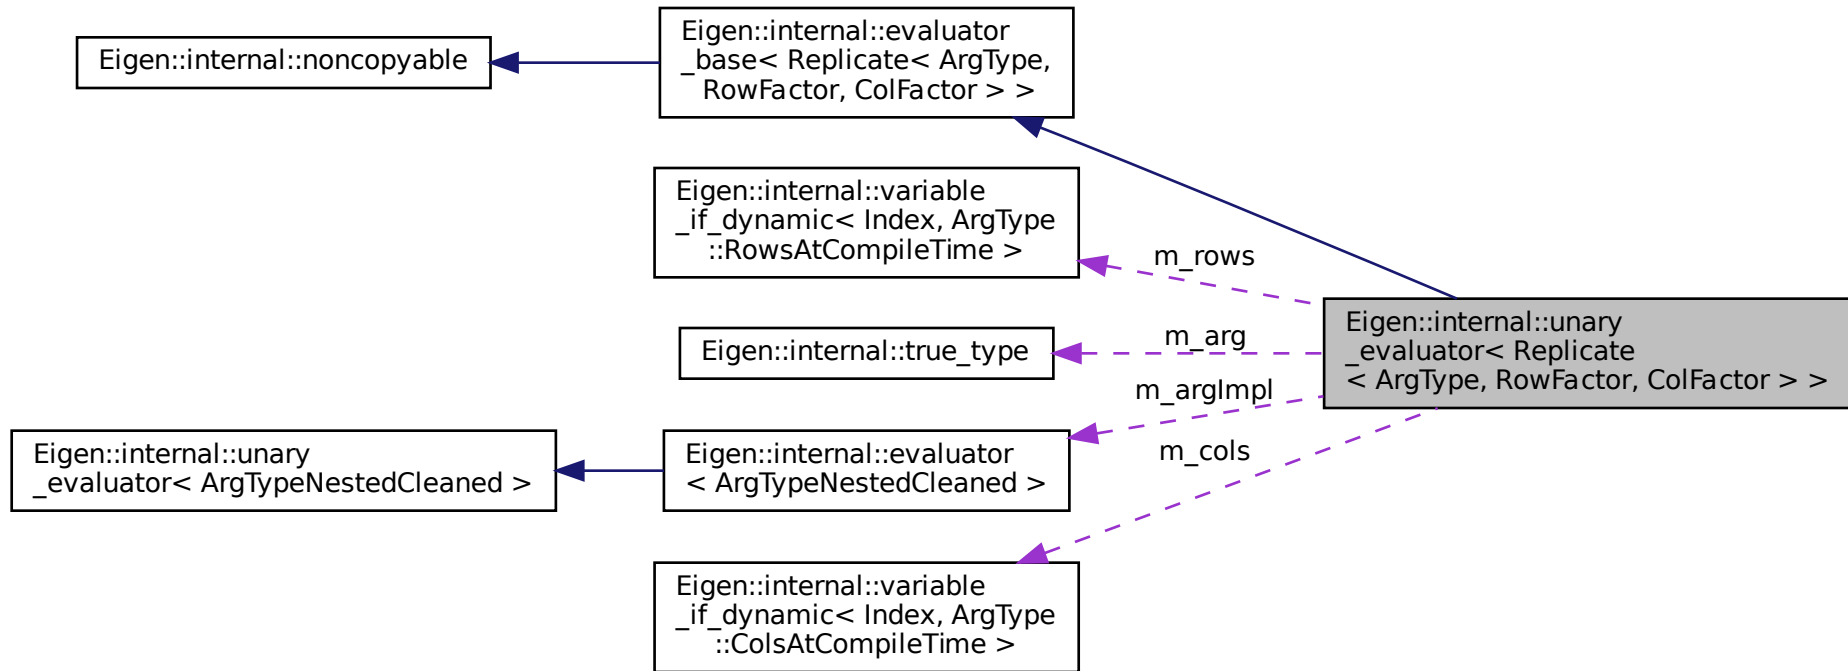 Eigen::internal::noncopyable
Eigen::internal::evaluator
_base< Replicate< ArgType,
RowFactor, ColFactor > >
Eigen::internal::variable
_if_dynamic< Index, ArgType
::RowsAtCompileTime >
m_rows
Eigen::internal::true_type
m_arg
Eigen::internal::unary
_evaluator< Replicate
< ArgType, RowFactor, ColFactor > >
m_argImpl
Eigen::internal::unary
_evaluator< ArgTypeNestedCleaned >
Eigen::internal::evaluator
< ArgTypeNestedCleaned >
m_cols
Eigen::internal::variable
_if_dynamic< Index, ArgType
::ColsAtCompileTime >